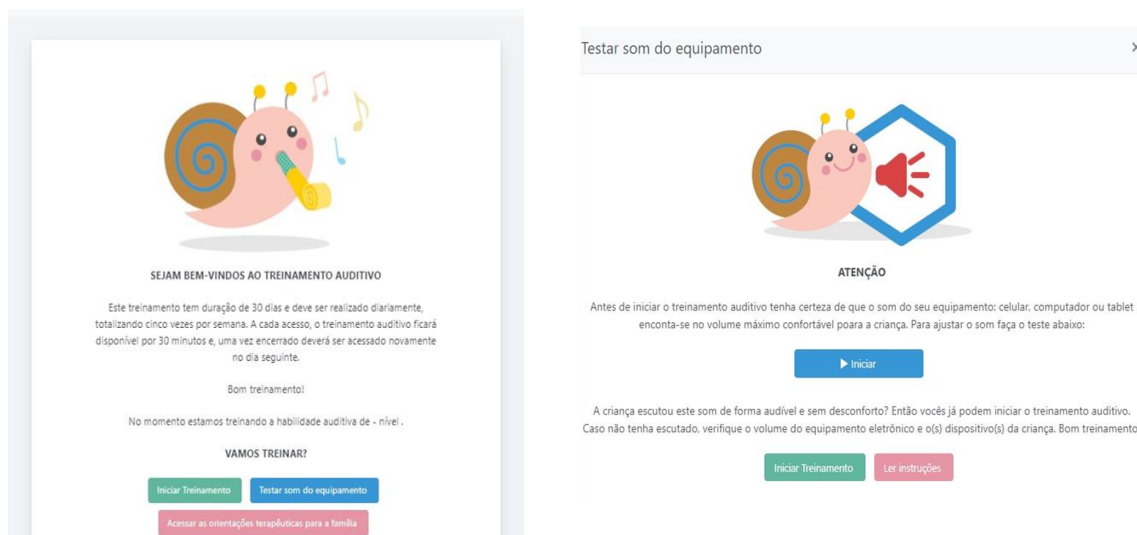 SEJAM BEM-VINDOS AO TREINAMENTO AUDITIVO
Este treinamento tem duração de 30 dias e deve ser realizado diariamente,
totalizando cinco vezes por semana. A cada acesso, o treinamento auditivo ficará
disponível por 30 minutos e, uma vez encerrado deverá ser acessado novamente
no dia seguinte.
Bom treinamento!
No momento estamos treinando a habilidade auditiva de - nível .
VAMOS TREINAR?
Iniciar Treinamento
Testar som do equipamento
Acessar as orientações terapêuticas para a família
Testar som do equipamento
ATENÇÃO
Antes de iniciar o treinamento auditivo tenha certeza de que o som do seu equipamento: celular, computador ou tablet
enconta-se no volume máximo confortável poara a criança. Para ajustar o som faça o teste abaixo:
Iniciar
A criança escutou este som de forma audível e sem desconforto? Então vocês já podem iniciar o treinamento auditivo.
Caso não tenha escutado, verifique o volume do equipamento eletrônico e o(s) dispositivo(s) da criança. Bom treinamento
Iniciar Treinamento
Ler instruções